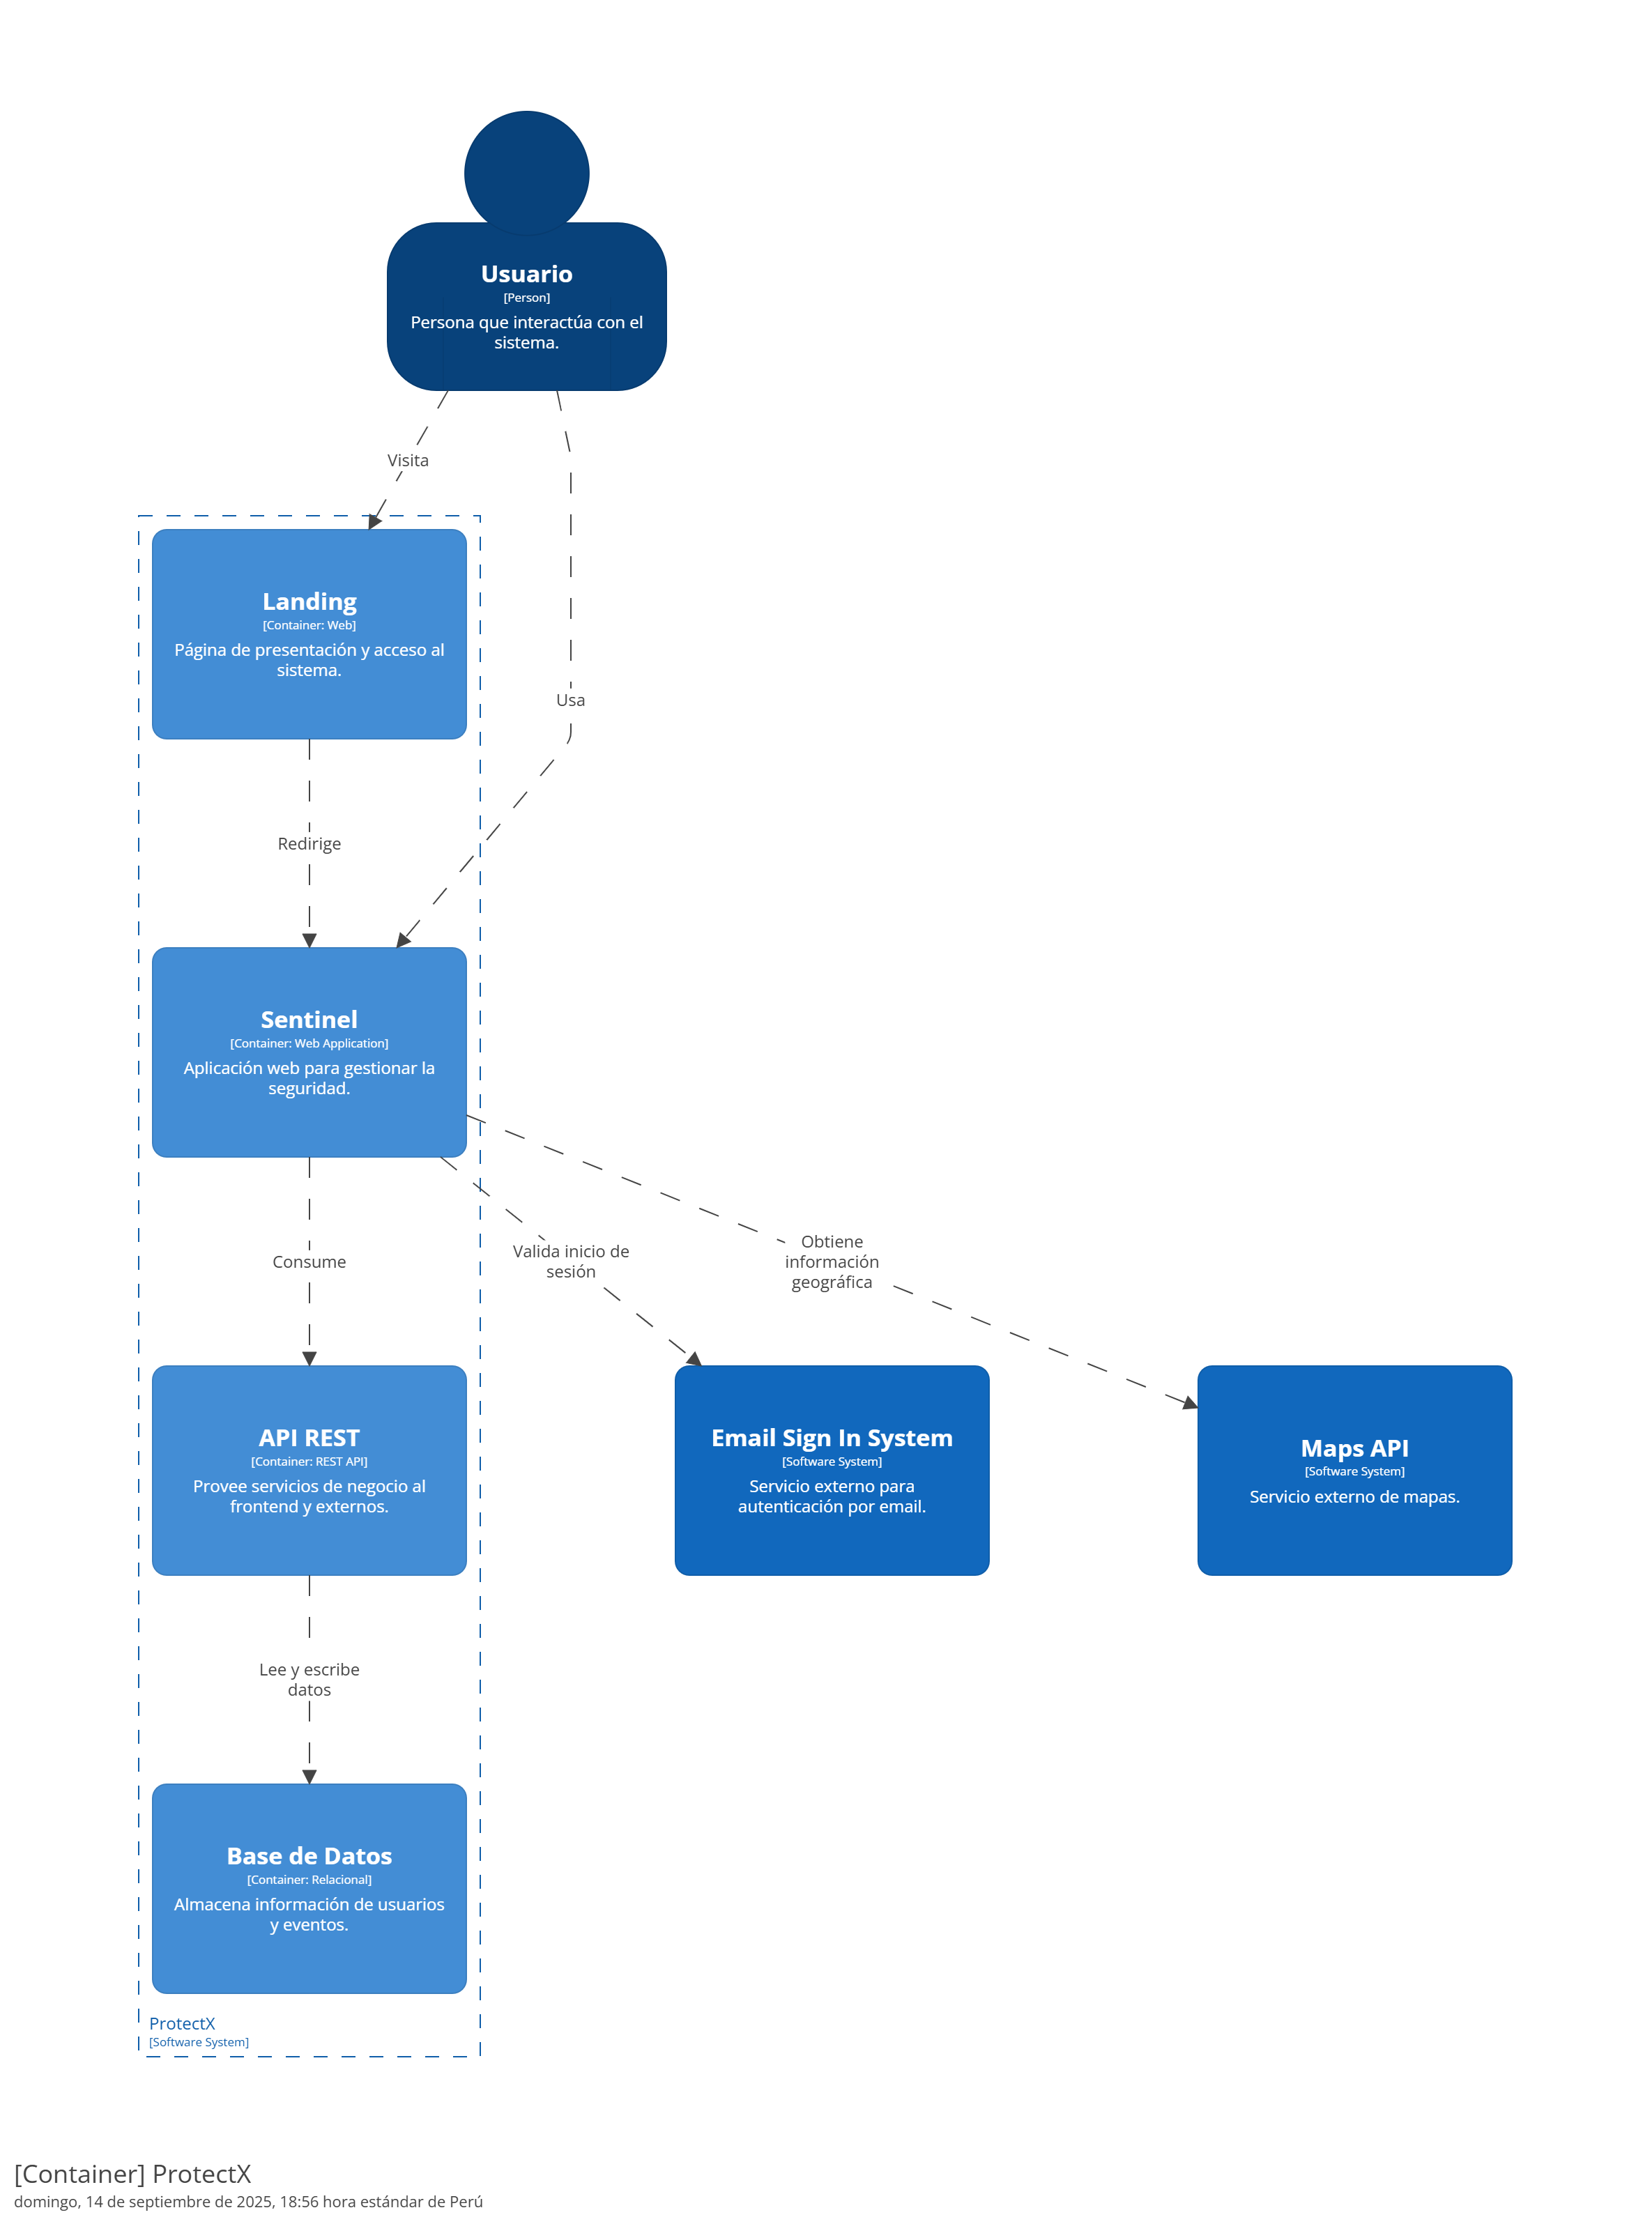 Usuario
[Person]
Persona que interactúa con el
sistema.
Visita
Landing
[Container: Web]
Página de presentación y acceso al
sistema.
Usa
Redirige
Sentinel
[Container: Web Application]
Aplicación web para gestionar la
seguridad.
Consume
Valida inicio de
sesión
Obtiene
información
geográfica
API REST
[Container: REST API]
Provee servicios de negocio al
frontend y externos.
Email Sign In System
[Software System]
Servicio externo para
autenticación por email.
Maps API
[Software System]
Servicio externo de mapas.
Lee y escribe
datos
Base de Datos
[Container: Relacional]
Almacena información de usuarios
y eventos.
ProtectX
[Software System]
[Container] ProtectX
domingo, 14 de septiembre de 2025, 18:56 hora estándar de Perú